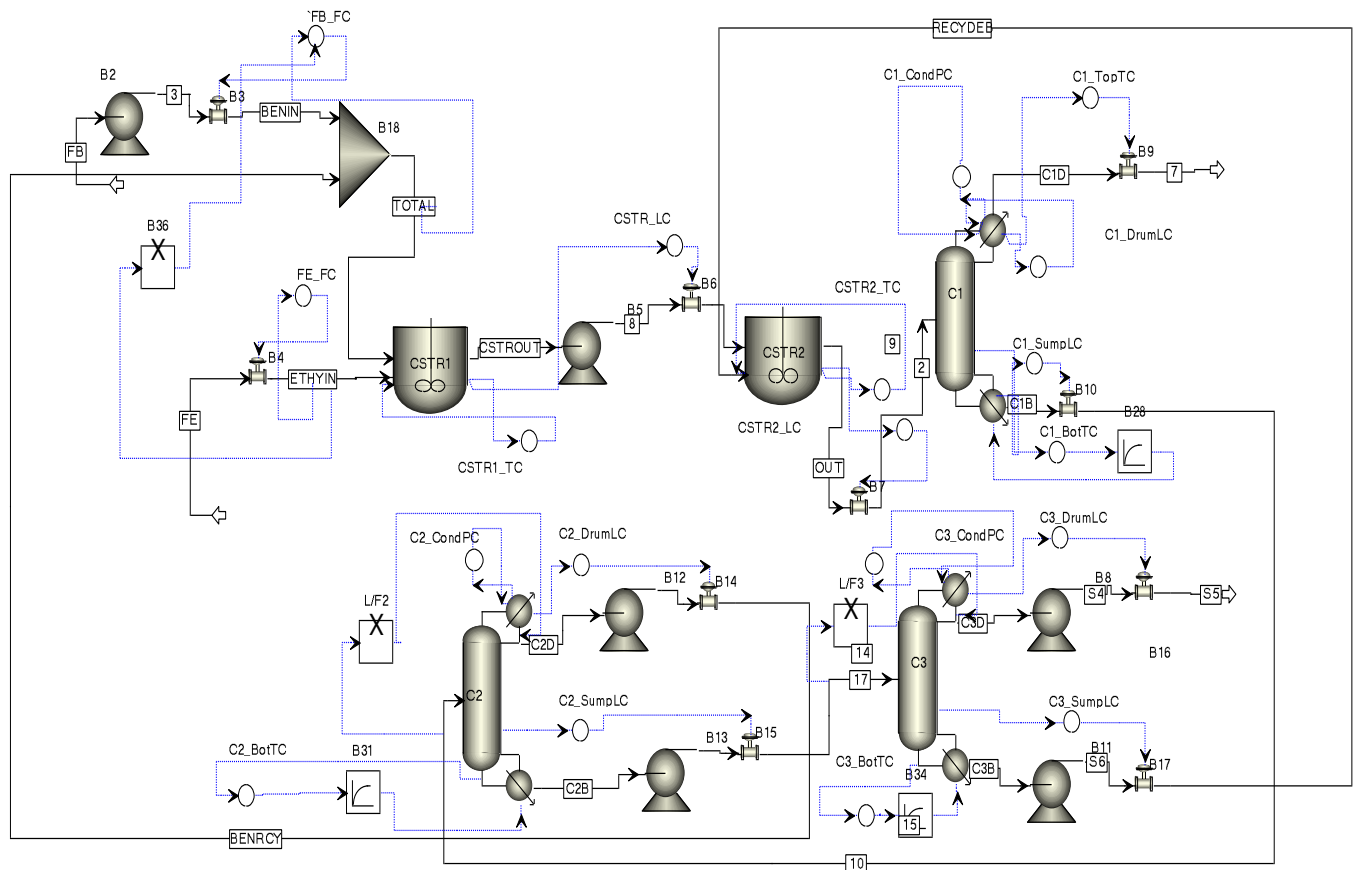 `FB_FC
RECYDEB
B2
C1_CondPC
C1_TopTC
3
B3
BENIN
B18
FB
B9
C1D
7
TOTAL
CSTR_LC
B36
C1_DrumLC
FE_FC
B6
CSTR2_TC
C1
B5
8
B4
CSTR1
CSTROUT
CSTR2
9
C1_SumpLC
2
ETHYIN
B10
C1B
B28
FE
CSTR2_LC
C1_BotTC
CSTR1_TC
OUT
B7
C2_CondPC
C2_DrumLC
C3_CondPC
C3_DrumLC
L/F2
B12
B14
L/F3
B8
S4
S5
C2D
C3D
14
B16
C2
C3
17
C2_SumpLC
C3_SumpLC
B13
B15
C2_BotTC
B31
C3_BotTC
B34
C3B
B11
S6
B17
C2B
15
BENRCY
10